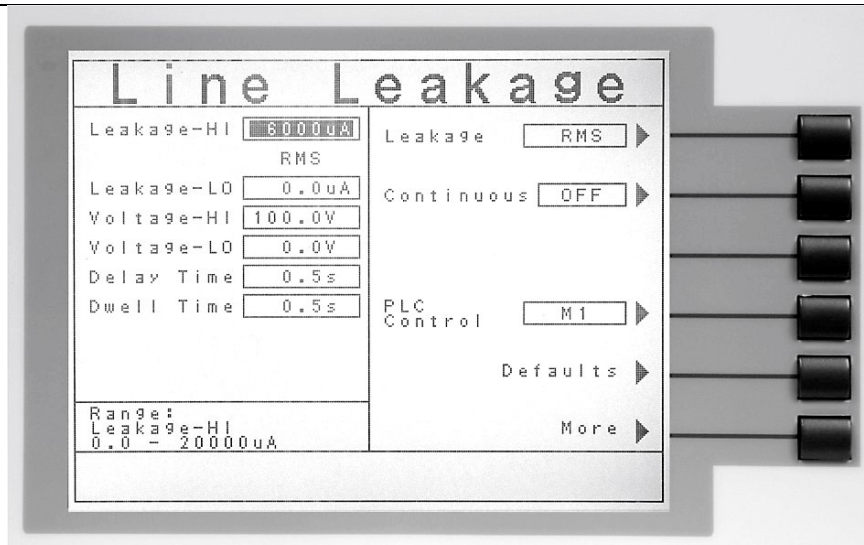 Line Leakage
Leakage-HI 6000uA
RMS
Leakage-LO 0.0uA
Voltage-HI 100.0V
Voltage-LO 0.0V
Delay Time 0.5s
Dwell Time 0.5s
Range:
Leakage-HI
0.0 - 20000uA
Leakage RMS
Continuous OFF
PLC
Control M1
Defaults
More